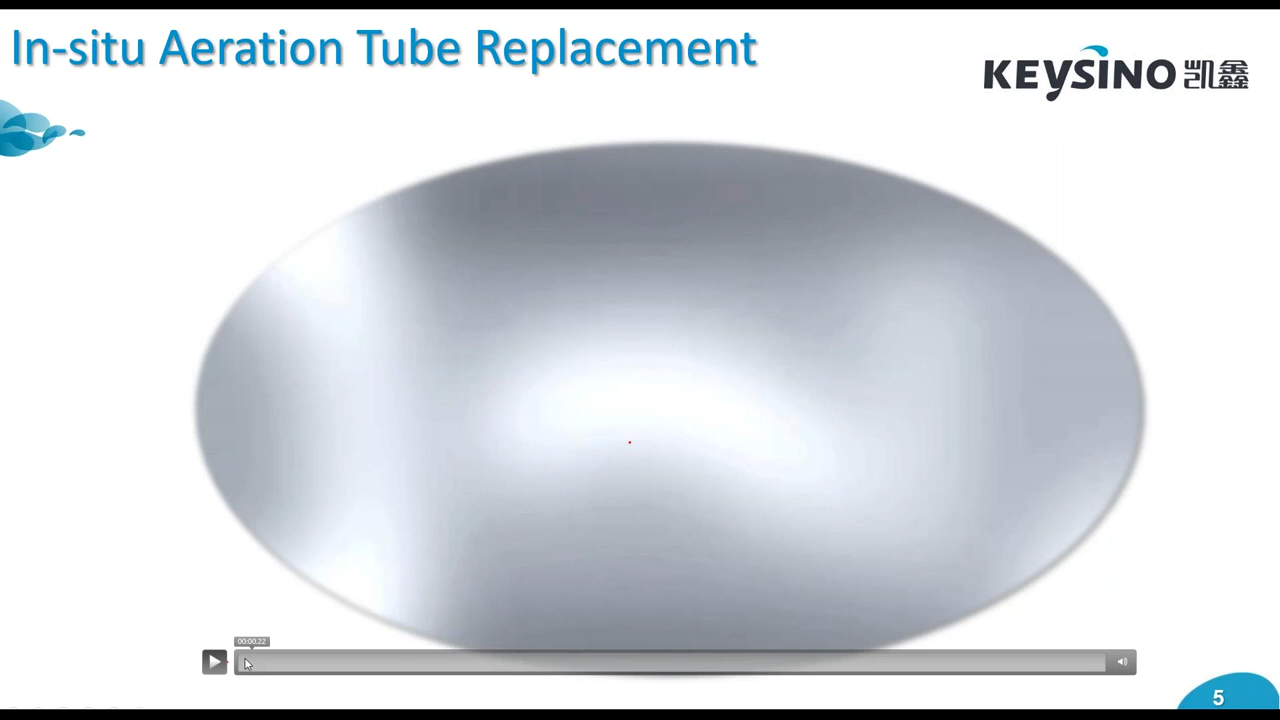 In-situ Aeration Tube Replacement
KEYSINO 凯鑫
00:00.22
5